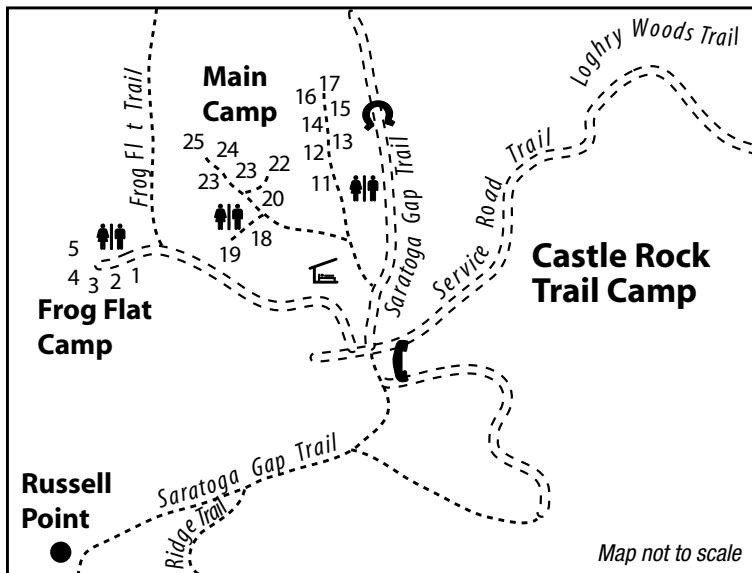 Loghry Woods Trail
Main
Camp
Frog Fl t Trail
17
16
15
14
13
12
11
25
24
23
22
23
20
18
19
Saratoga Gap Trail
Service Road Trail
Castle Rock
Trail Camp
5
4
3
2
1
Frog Flat
Camp
Saratoga Gap Trail
Ridge Trail
Russell
Point
Map not to scale